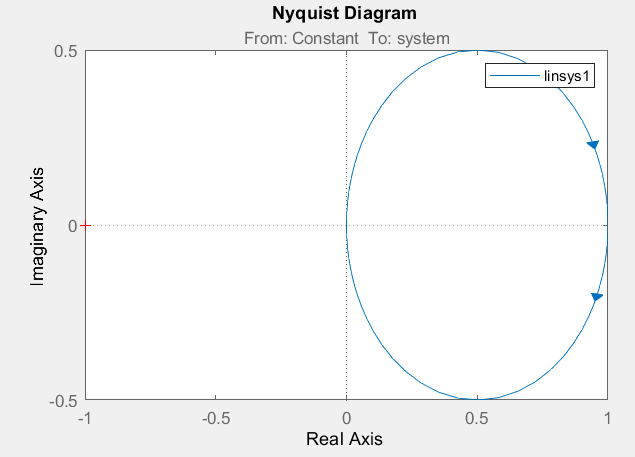 Nyquist Diagram
From: Constant To: system
linsys1
Imaginary Axis
0.5
0
-0.5
-1
-0.5
0
0.5
1
Real Axis